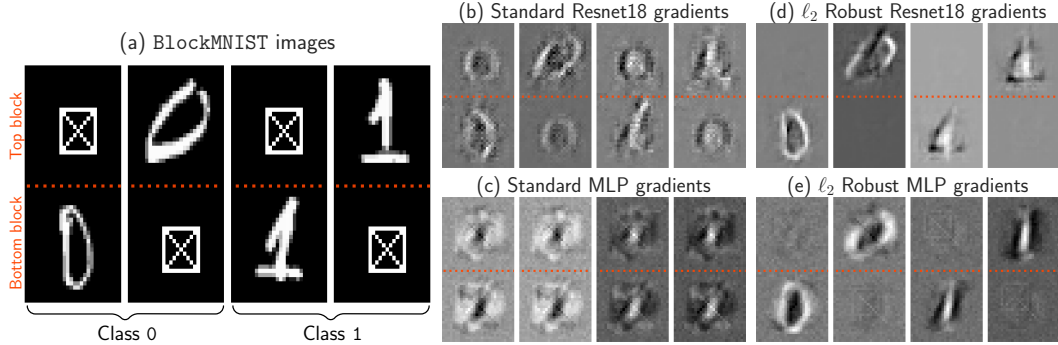 (a) BlockMNIST images
Top block
Bottom block
Class 0
Class 1
(b) Standard Resnet18 gradients
(c) Standard MLP gradients
(d) ℓ₂ Robust Resnet18 gradients
(e) ℓ₂ Robust MLP gradients